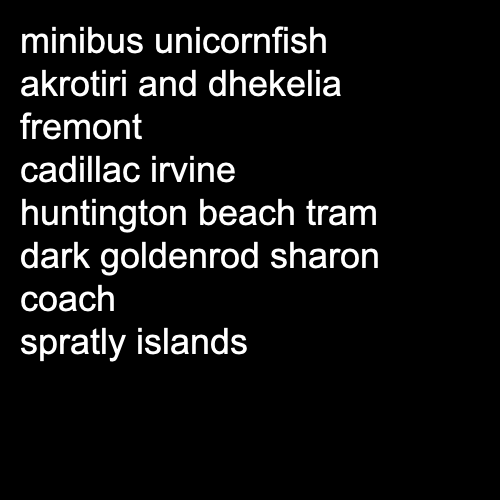 minibus unicornfish
akrotiri and dhekelia
fremont
cadillac irvine
huntington beach tram
dark goldenrod sharon
coach
spratly islands